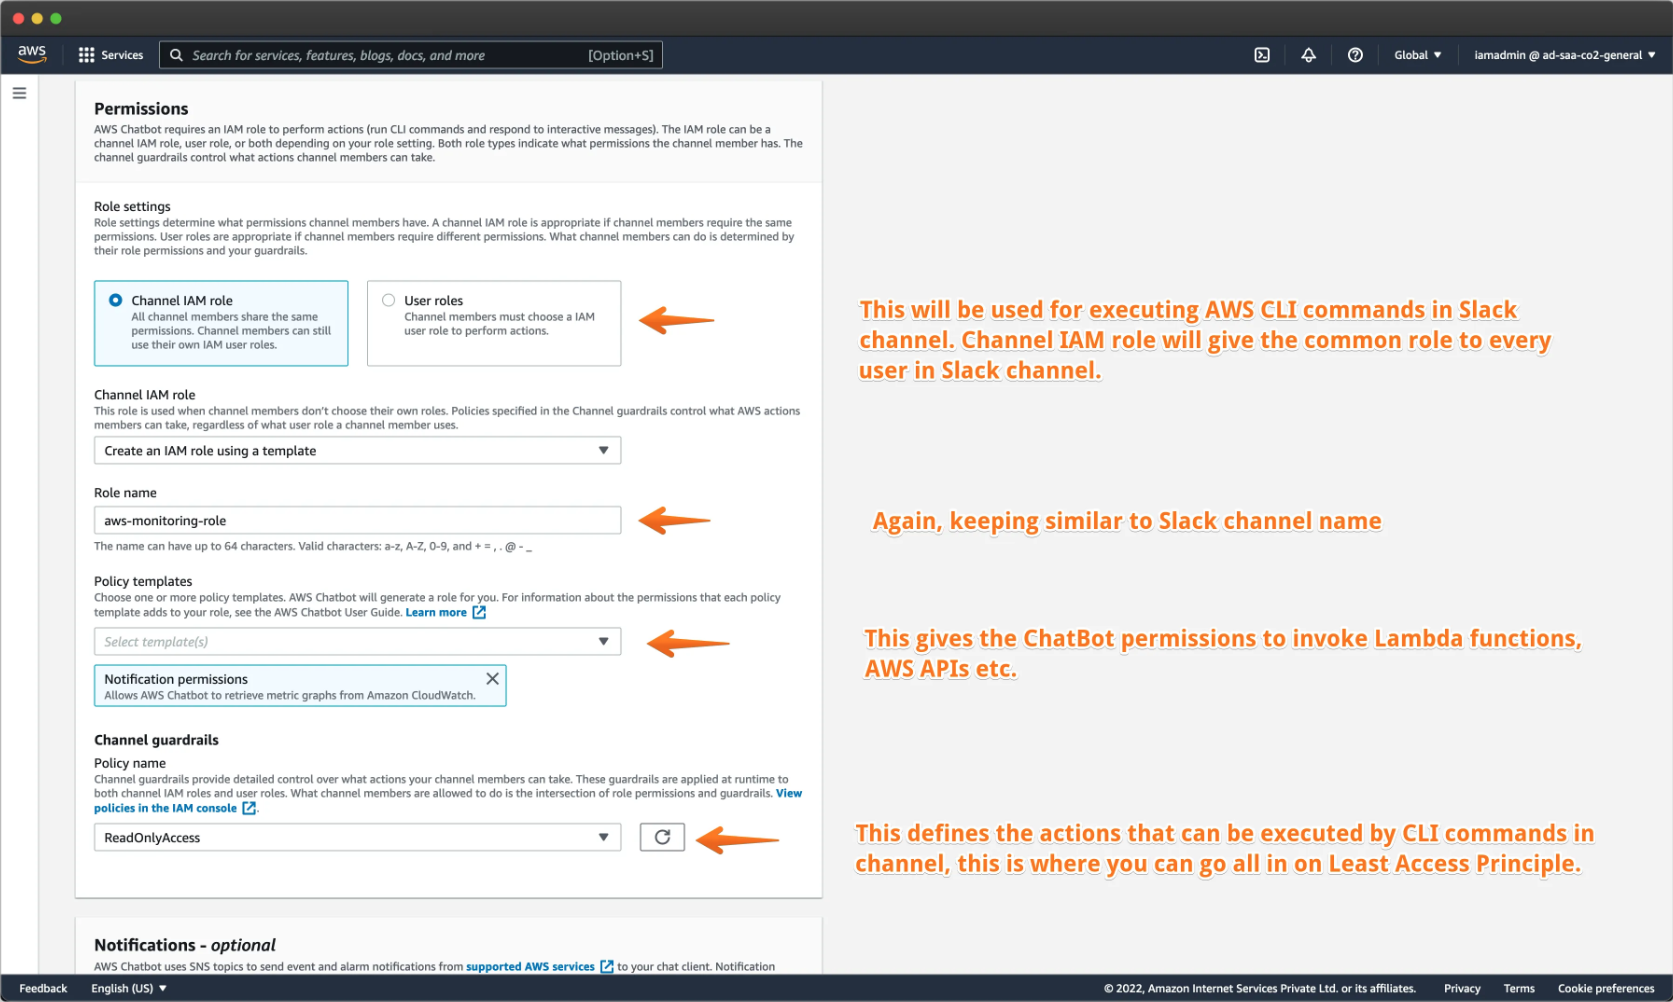 aws
Services
Search for services, features, blogs, docs, and more
[Option+S]
Global ▼
iamadmin @ ad-saa-co2-general ▼
Permissions
AWS Chatbot requires an IAM role to perform actions (run CLI commands and respond to interactive messages). The IAM role can be a
channel IAM role, user role, or both depending on your role setting. Both role types indicate what permissions the channel member has. The
channel guardrails control what actions channel members can take.
Role settings
Role settings determine what permissions channel members have. A channel IAM role is appropriate if channel members require the same
permissions. User roles are appropriate if channel members require different permissions. What channel members can do is determined by
their role permissions and your guardrails.
Channel IAM role
All channel members share the same
permissions. Channel members can still
use their own IAM user roles.
User roles
Channel members must choose a IAM
user role to perform actions.
This will be used for executing AWS CLI commands in Slack
channel. Channel IAM role will give the common role to every
user in Slack channel.
Channel IAM role
This role is used when channel members don't choose their own roles. Policies specified in the Channel guardrails control what AWS actions
members can take, regardless of what user role a channel member uses.
Create an IAM role using a template
Role name
aws-monitoring-role
Again, keeping similar to Slack channel name
The name can have up to 64 characters. Valid characters: a-z, A-Z, 0-9, and + = , . @ - _
Policy templates
Choose one or more policy templates. AWS Chatbot will generate a role for you. For information about the permissions that each policy
template adds to your role, see the AWS Chatbot User Guide. Learn more
Select template(s)
This gives the ChatBot permissions to invoke Lambda functions,
AWS APIs etc.
Notification permissions
Allows AWS Chatbot to retrieve metric graphs from Amazon CloudWatch.
Channel guardrails
Policy name
Channel guardrails provide detailed control over what actions your channel members can take. These guardrails are applied at runtime to
both channel IAM roles and user roles. What channel members are allowed to do is the intersection of role permissions and guardrails. View
policies in the IAM console.
ReadOnlyAccess
This defines the actions that can be executed by CLI commands in
channel, this is where you can go all in on Least Access Principle.
Notifications - optional
AWS Chatbot uses SNS topics to send event and alarm notifications from supported AWS services to your chat client. Notification
Feedback
English (US) ▼
© 2022, Amazon Internet Services Private Ltd. or its affiliates.
Privacy
Terms
Cookie preferences